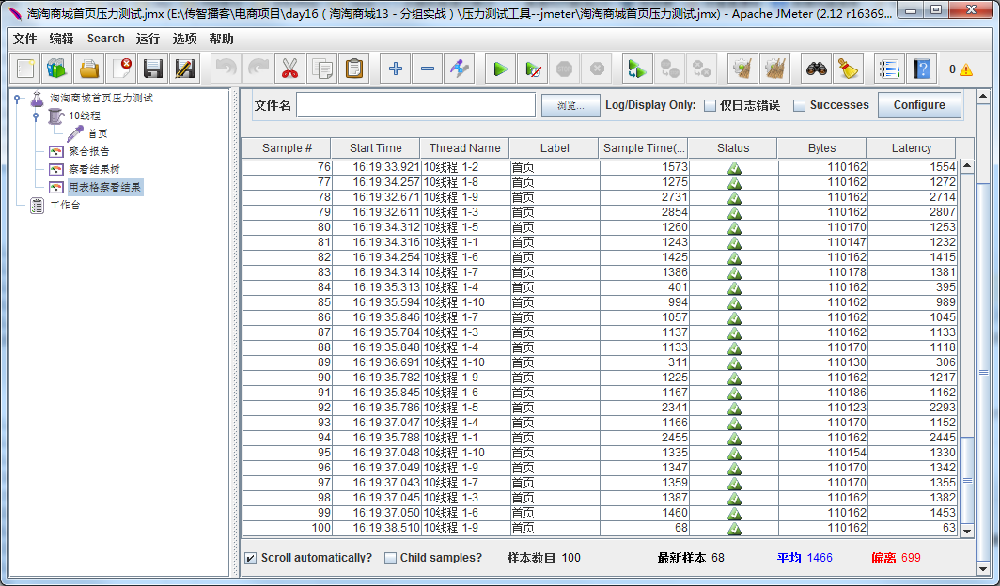 淘淘商城首页压力测试.jmx (E:\传智播客\电商项目\day16（淘淘商城13 - 分组实战）\压力测试工具--jmeter\淘淘商城首页压力测试.jmx) - Apache JMeter (2.12 r16369...
文件 编辑 Search 运行 选项 帮助
0
淘淘商城首页压力测试
10线程
首页
聚合报告
察看结果树
用表格察看结果
工作台
文件名 浏览... Log/Display Only: 仅日志错误 Successes Configure
Sample # Start Time Thread Name Label Sample Time(... Status Bytes Latency
76 16:19:33.921 10线程 1-2 首页 1573 110162 1554
77 16:19:34.257 10线程 1-8 首页 1275 110162 1272
78 16:19:32.671 10线程 1-9 首页 2731 110162 2714
79 16:19:32.611 10线程 1-3 首页 2854 110162 2807
80 16:19:34.312 10线程 1-5 首页 1260 110170 1253
81 16:19:34.316 10线程 1-1 首页 1243 110147 1232
82 16:19:34.254 10线程 1-6 首页 1425 110162 1415
83 16:19:34.314 10线程 1-7 首页 1386 110178 1381
84 16:19:35.313 10线程 1-4 首页 401 110162 395
85 16:19:35.594 10线程 1-10 首页 994 110162 989
86 16:19:35.846 10线程 1-7 首页 1057 110162 1045
87 16:19:35.784 10线程 1-3 首页 1137 110162 1133
88 16:19:35.848 10线程 1-4 首页 1133 110170 1118
89 16:19:36.691 10线程 1-10 首页 311 110130 306
90 16:19:35.782 10线程 1-9 首页 1225 110162 1217
91 16:19:35.845 10线程 1-6 首页 1167 110186 1162
92 16:19:35.786 10线程 1-5 首页 2341 110123 2293
93 16:19:37.047 10线程 1-4 首页 1166 110170 1152
94 16:19:35.788 10线程 1-1 首页 2455 110162 2445
95 16:19:37.048 10线程 1-10 首页 1335 110154 1330
96 16:19:37.049 10线程 1-9 首页 1347 110170 1342
97 16:19:37.043 10线程 1-7 首页 1359 110170 1355
98 16:19:37.045 10线程 1-3 首页 1387 110162 1382
99 16:19:37.050 10线程 1-6 首页 1460 110162 1453
100 16:19:38.510 10线程 1-9 首页 68 110162 63
Scroll automatically? Child samples? 样本数目 100 最新样本 68 平均 1466 偏离 699